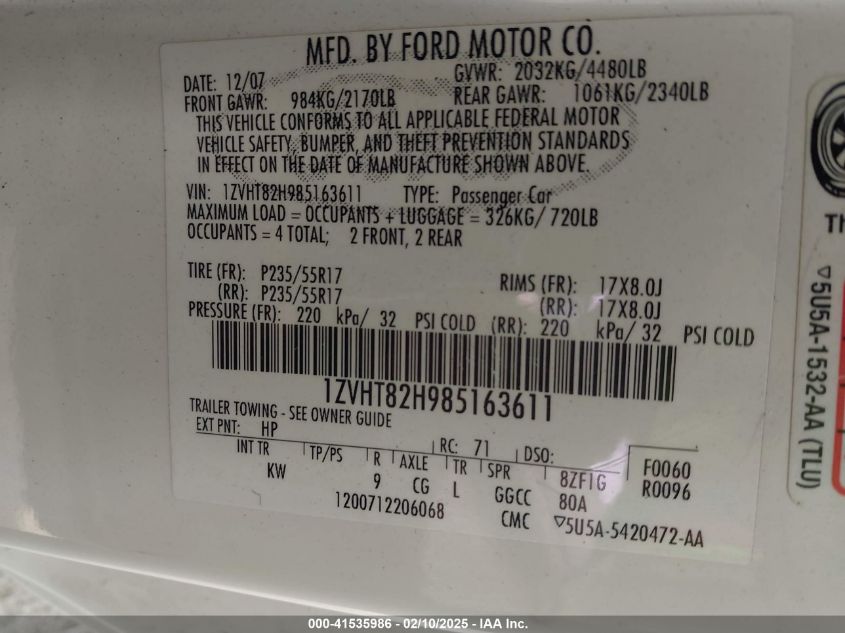 MFD. BY FORD MOTOR CO.
DATE: 12/07 GVWR: 2032KG/4480LB
FRONT GAWR: 984KG/2170LB REAR GAWR: 1061KG/2340LB
THIS VEHICLE CONFORMS TO ALL APPLICABLE FEDERAL MOTOR
VEHICLE SAFETY, BUMPER, AND THEFT PREVENTION STANDARDS
IN EFFECT ON THE DATE OF MANUFACTURE SHOWN ABOVE.
VIN: 1ZVHT82H985163611 TYPE: Passenger Car
MAXIMUM LOAD = OCCUPANTS + LUGGAGE = 326KG/ 720LB
OCCUPANTS = 4 TOTAL; 2 FRONT, 2 REAR
TIRE (FR): P235/55R17 RIMS (FR): 17X8.0J
(RR): P235/55R17 (RR): 17X8.0J
PRESSURE (FR): 220 kPa/ 32 PSI COLD (RR): 220 kPa/ 32 PSI COLD
1ZVHT82H985163611
TRAILER TOWING - SEE OWNER GUIDE
EXT PNT: HP RC: 71 DSO:
INT TR TP/PS R AXLE TR SPR 8ZF1G F0060
KW 9 CG L GGCC 80A R0096
1200712206068 CMC ▽5U5A-5420472-AA
Th
▽5U5A-1532-AA (TLU)
000-41535986 - 02/10/2025 - IAA Inc.